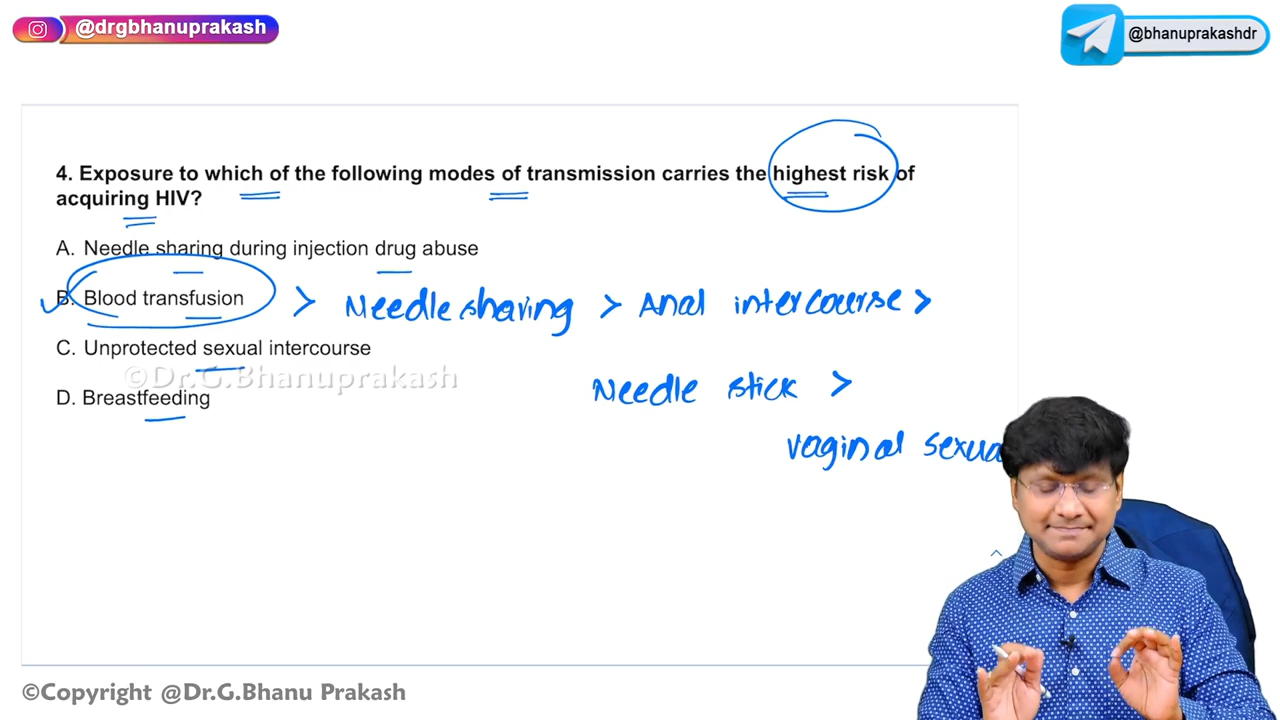 @drgbhanuprakash
@bhanuprakashdr
4. Exposure to which of the following modes of transmission carries the highest risk of
acquiring HIV?
A. Needle sharing during injection drug abuse
B. Blood transfusion > Needle sharing > Anal intercourse >
C. Unprotected sexual intercourse
©Dr.G.Bhanuprakash
Needle stick >
D. Breastfeeding
vaginal sexual
©Copyright @Dr.G.Bhanu Prakash